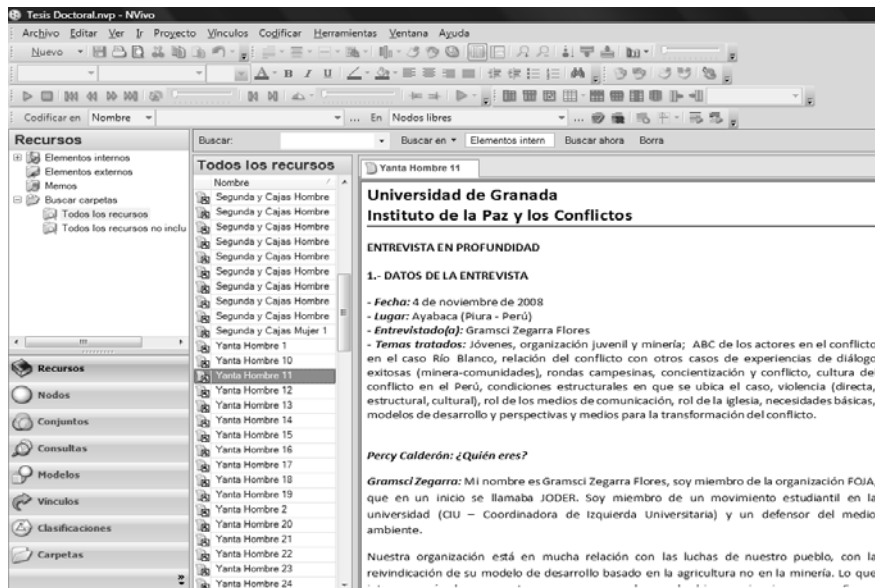 Tesis Doctoral.nvp - NVivo
Archivo Editar Ver Ir Proyecto Vínculos Codificar Herramientas Ventana Ayuda
Nuevo
A B I U
Codificar en Nombre ... En Nodos libres
Recursos
Elementos internos
Elementos externos
Memos
Buscar carpetas
Todos los recursos
Todos los recursos no inclu
Recursos
Nodos
Conjuntos
Consultas
Modelos
Vínculos
Clasificaciones
Carpetas
Buscar: Buscar en Elementos intern Buscar ahora Borra
Todos los recursos
Nombre
Segunda y Cajas Hombre
Segunda y Cajas Hombre
Segunda y Cajas Hombre
Segunda y Cajas Hombre
Segunda y Cajas Hombre
Segunda y Cajas Hombre
Segunda y Cajas Hombre
Segunda y Cajas Hombre
Segunda y Cajas Hombre
Segunda y Cajas Mujer 1
Yanta Hombre 1
Yanta Hombre 10
Yanta Hombre 11
Yanta Hombre 12
Yanta Hombre 13
Yanta Hombre 14
Yanta Hombre 15
Yanta Hombre 16
Yanta Hombre 17
Yanta Hombre 18
Yanta Hombre 19
Yanta Hombre 2
Yanta Hombre 20
Yanta Hombre 21
Yanta Hombre 22
Yanta Hombre 23
Yanta Hombre 24
Yanta Hombre 11
Universidad de Granada
Instituto de la Paz y los Conflictos
ENTREVISTA EN PROFUNDIDAD
1.- DATOS DE LA ENTREVISTA
- Fecha: 4 de noviembre de 2008
- Lugar: Ayabaca (Piura - Perú)
- Entrevistado(a): Gramsci Zegarra Flores
- Temas tratados: Jóvenes, organización juvenil y minería; ABC de los actores en el conflicto
en el caso Río Blanco, relación del conflicto con otros casos de experiencias de diálogo
exitosas (minera-comunidades), rondas campesinas, concientización y conflicto, cultura del
conflicto en el Perú, condiciones estructurales en que se ubica el caso, violencia (directa,
estructural, cultural), rol de los medios de comunicación, rol de la iglesia, necesidades básicas,
modelos de desarrollo y perspectivas y medios para la transformación del conflicto.
Percy Calderón: ¿Quién eres?
Gramsci Zegarra: Mi nombre es Gramsci Zegarra Flores, soy miembro de la organización FOJA,
que en un inicio se llamaba JODER. Soy miembro de un movimiento estudiantil en la
universidad (CIU – Coordinadora de Izquierda Universitaria) y un defensor del medio
ambiente.
Nuestra organización está en mucha relación con las luchas de nuestro pueblo, con la
reivindicación de su modelo de desarrollo basado en la agricultura no en la minería. Lo que